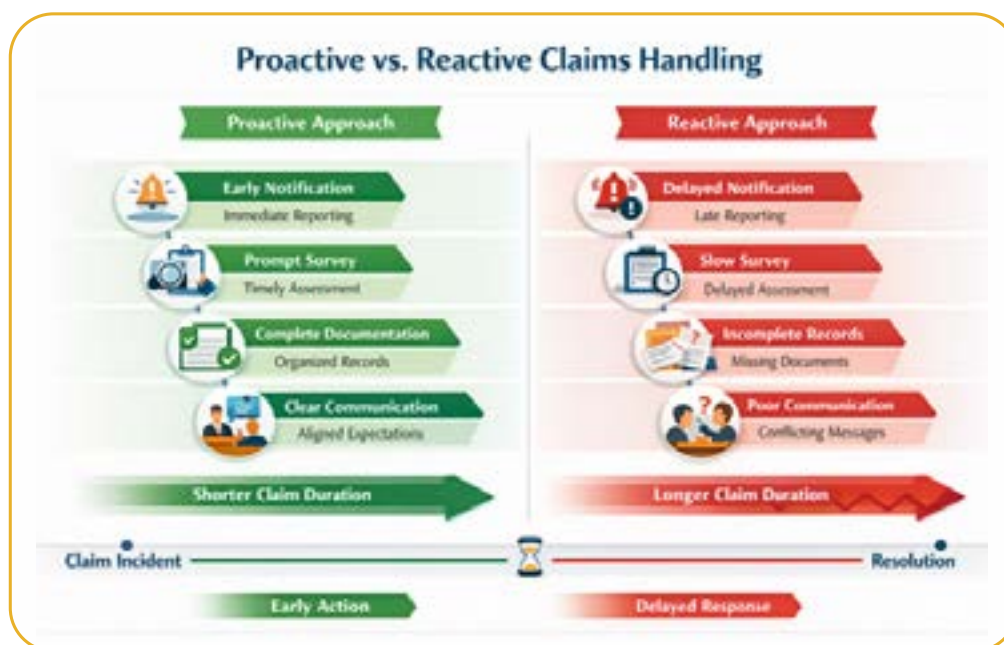 Proactive vs. Reactive Claims Handling
Proactive Approach
Early Notification
Immediate Reporting
Prompt Survey
Timely Assessment
Complete Documentation
Organized Records
Clear Communication
Aligned Expectations
Shorter Claim Duration
Reactive Approach
Delayed Notification
Late Reporting
Slow Survey
Delayed Assessment
Incomplete Records
Missing Documents
Poor Communication
Conflicting Messages
Longer Claim Duration
Claim Incident
Resolution
Early Action
Delayed Response